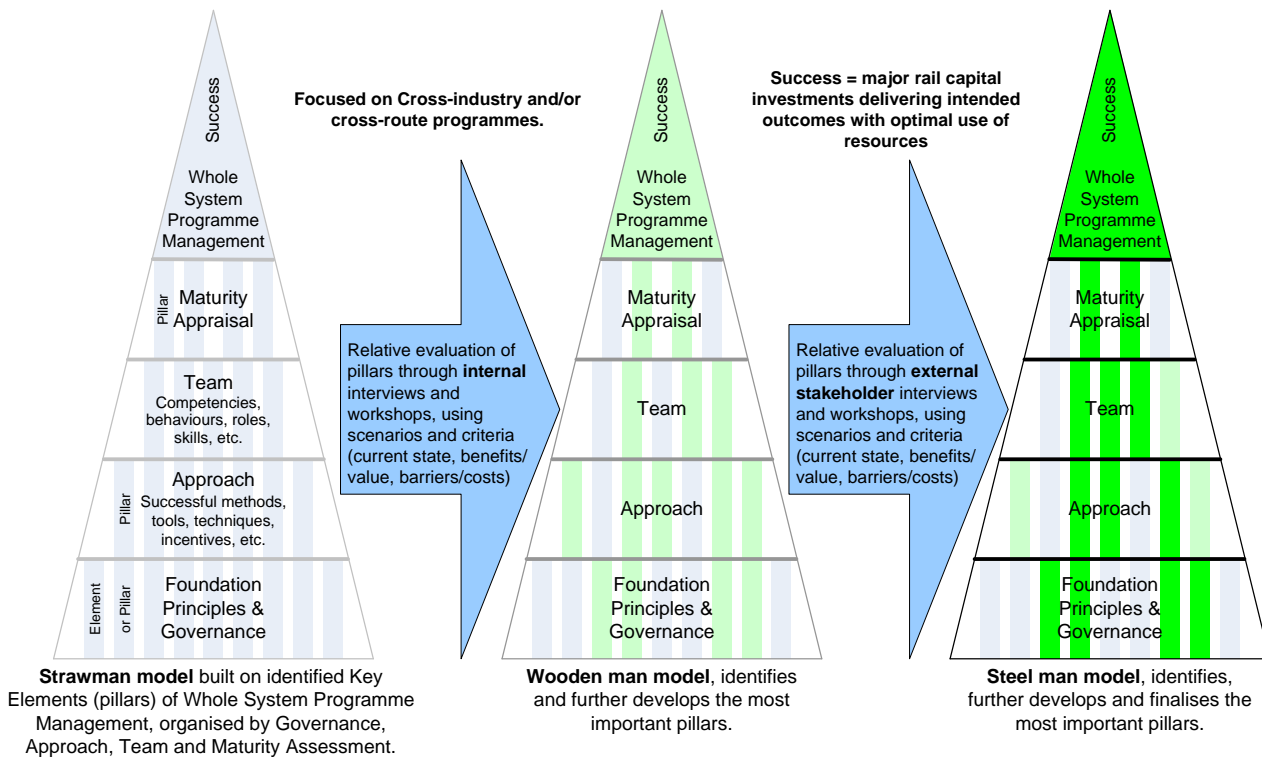 Success
Whole
System
Programme
Management
Pillar
Maturity
Appraisal
Team
Competencies,
behaviours, roles,
skills, etc.
Pillar
Approach
Successful methods,
tools, techniques,
incentives, etc.
Element
or Pillar
Foundation
Principles &
Governance
Strawman model built on identified Key
Elements (pillars) of Whole System Programme
Management, organised by Governance,
Approach, Team and Maturity Assessment.
Focused on Cross-industry and/or
cross-route programmes.
Relative evaluation of
pillars through internal
interviews and
workshops, using
scenarios and criteria
(current state, benefits/
value, barriers/costs)
Success
Whole
System
Programme
Management
Maturity
Appraisal
Team
Approach
Foundation
Principles &
Governance
Wooden man model, identifies
and further develops the most
important pillars.
Success = major rail capital
investments delivering intended
outcomes with optimal use of
resources
Relative evaluation of
pillars through external
stakeholder interviews
and workshops, using
scenarios and criteria
(current state, benefits/
value, barriers/costs)
Success
Whole
System
Programme
Management
Maturity
Appraisal
Team
Approach
Foundation
Principles &
Governance
Steel man model, identifies,
further develops and finalises the
most important pillars.